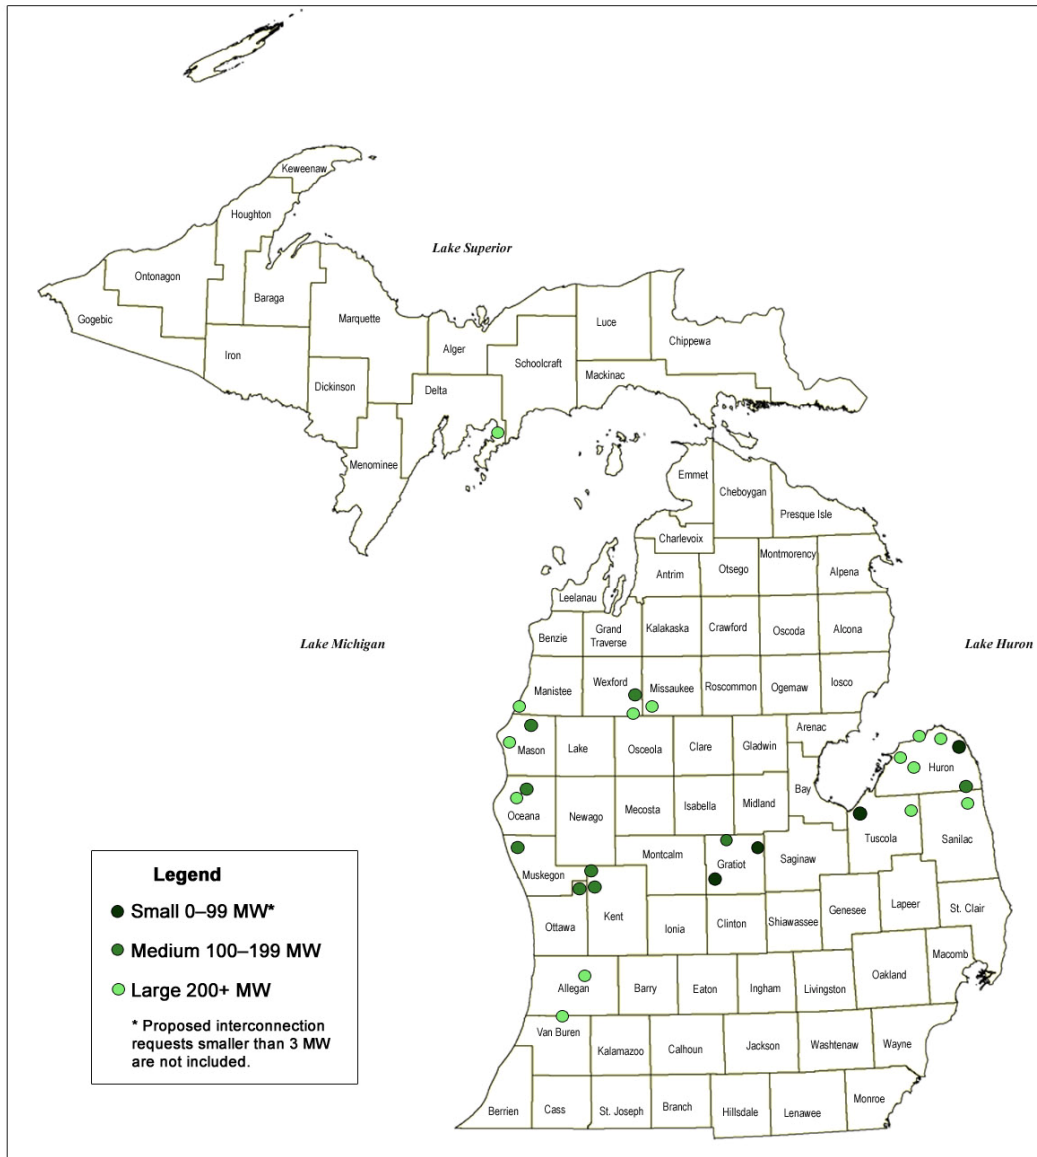 Keweenaw
Houghton
Lake Superior
Ontonagon
Baraga
Gogebic
Marquette
Luce
Iron
Alger
Chippewa
Schoolcraft
Mackinac
Dickinson
Delta
Menominee
Emmet
Cheboygan
Presque Isle
Charlevoix
Montmorency
Antrim
Otsego
Alpena
Leelanau
Benzie
Grand
Traverse
Kalakaska
Crawford
Oscoda
Alcona
Lake Michigan
Lake Huron
Manistee
Wexford
Missaukee
Roscommon
Ogemaw
Iosco
Arenac
Mason
Lake
Osceola
Clare
Gladwin
Huron
Bay
Oceana
Newago
Mecosta
Isabella
Midland
Tuscola
Sanilac
Montcalm
Gratiot
Saginaw
Muskegon
Ottawa
Kent
Ionia
Clinton
Shiawassee
Genesee
Lapeer
St. Clair
Macomb
Oakland
Allegan
Barry
Eaton
Ingham
Livingston
Van Buren
Kalamazoo
Calhoun
Jackson
Washtenaw
Wayne
Berrien
Cass
St. Joseph
Branch
Hillsdale
Lenawee
Monroe
Legend
Small 0–99 MW*
Medium 100–199 MW
Large 200+ MW
* Proposed interconnection
requests smaller than 3 MW
are not included.